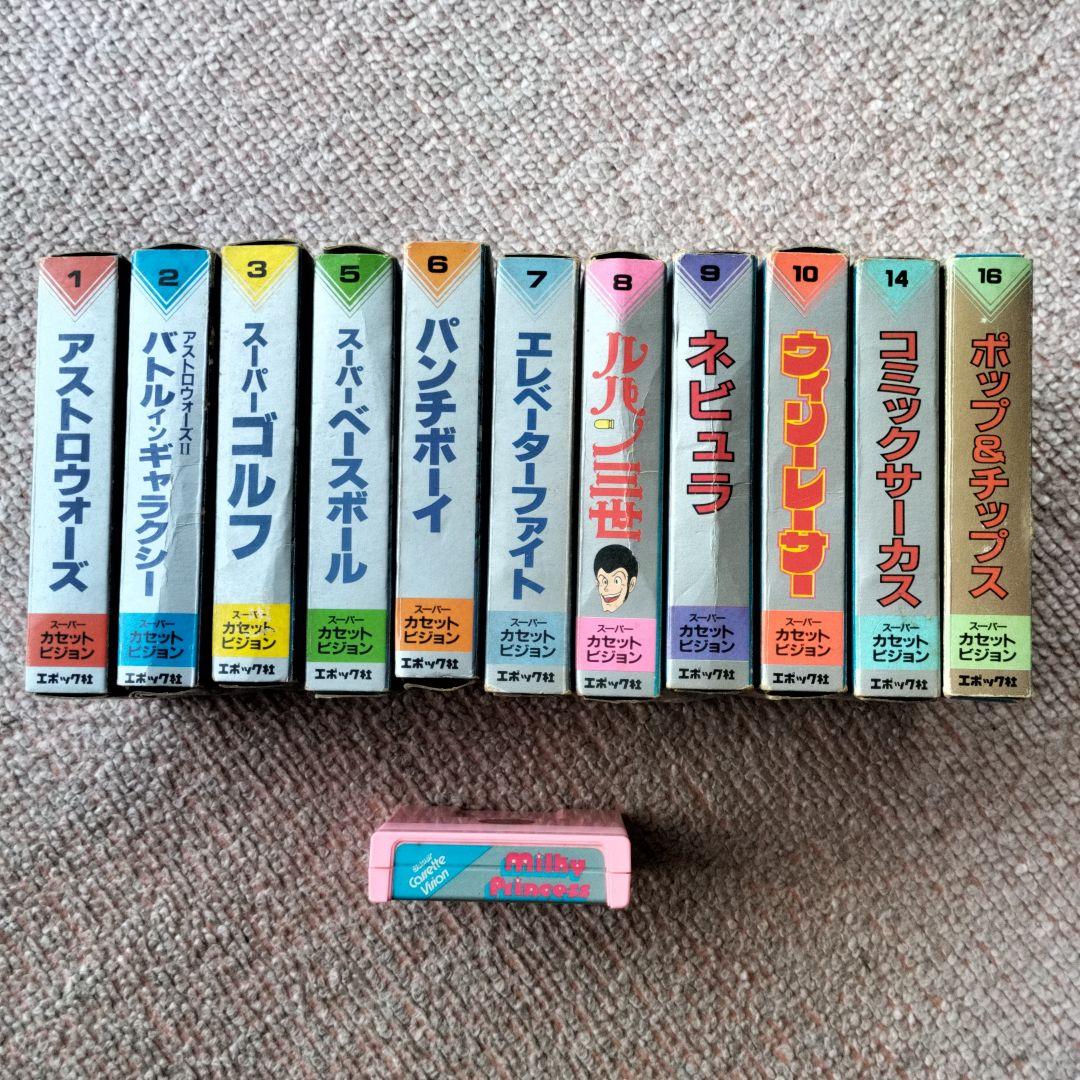 1
アストロウォーズ
スーパー
カセット
ビジョン
エポック社
2
アストロウォーズII
バトルインギャラクシー
スーパー
カセット
ビジョン
エポック社
3
スーパーゴルフ
スーパー
カセット
ビジョン
エポック社
5
スーパーベースボール
スーパー
カセット
ビジョン
エポック社
6
パンチボーイ
スーパー
カセット
ビジョン
エポック社
7
エレベーターファイト
スーパー
カセット
ビジョン
エポック社
8
ルパン三世
スーパー
カセット
ビジョン
エポック社
9
ネビュラ
スーパー
カセット
ビジョン
エポック社
10
ウィリーレーサー
スーパー
カセット
ビジョン
エポック社
14
コミックサーカス
スーパー
カセット
ビジョン
エポック社
16
ポップ&チップス
スーパー
カセット
ビジョン
エポック社
Super
Cassette
Vision
Milky
Princess